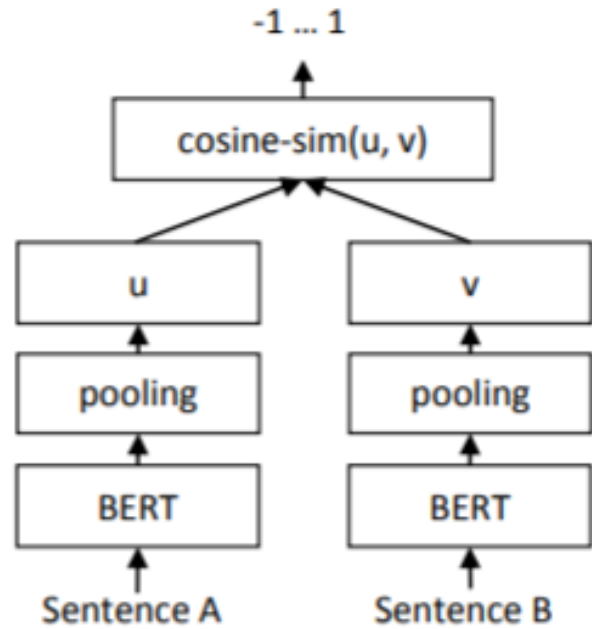 -1 ... 1
cosine-sim(u, v)
u v
pooling pooling
BERT BERT
Sentence A Sentence B